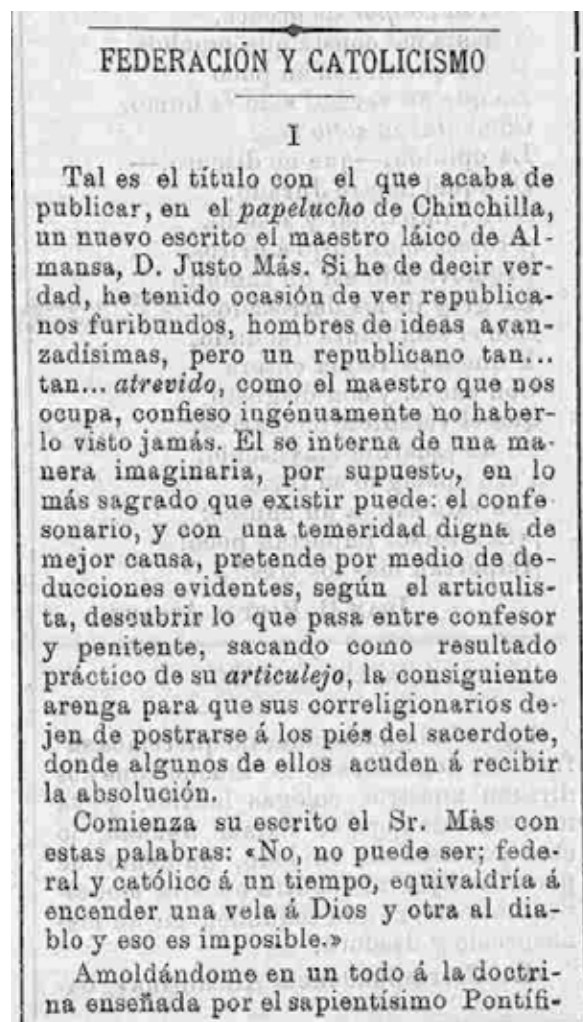 FEDERACIÓN Y CATOLICISMO
I
Tal es el título con el que acaba de
publicar, en el papelucho de Chinchilla,
un nuevo escrito el maestro láico de Al-
mansa, D. Justo Más. Si he de decir ver-
dad, he tenido ocasión de ver republica-
nos furibundos, hombres de ideas avan-
zadísimas, pero un republicano tan...
tan... atrevido, como el maestro que nos
ocupa, confieso ingénuamente no haber-
lo visto jamás. El se interna de una ma-
nera imaginaria, por supuesto, en lo
más sagrado que existir puede: el confe-
sonario, y con una temeridad digna de
mejor causa, pretende por medio de de-
ducciones evidentes, según el articulis-
ta, descubrir lo que pasa entre confesor
y penitente, sacando como resultado
práctico de su articulejo, la consiguiente
arenga para que sus correligionarios de-
jen de postrarse á los piés del sacerdote,
donde algunos de ellos acuden á recibir
la absolución.
Comienza su escrito el Sr. Más con
estas palabras: «No, no puede ser; fede-
ral y católico á un tiempo, equivaldría á
encender una vela á Dios y otra al dia-
blo y eso es imposible.»
Amoldándome en un todo á la doctri-
na enseñada por el sapientísimo Pontífi-